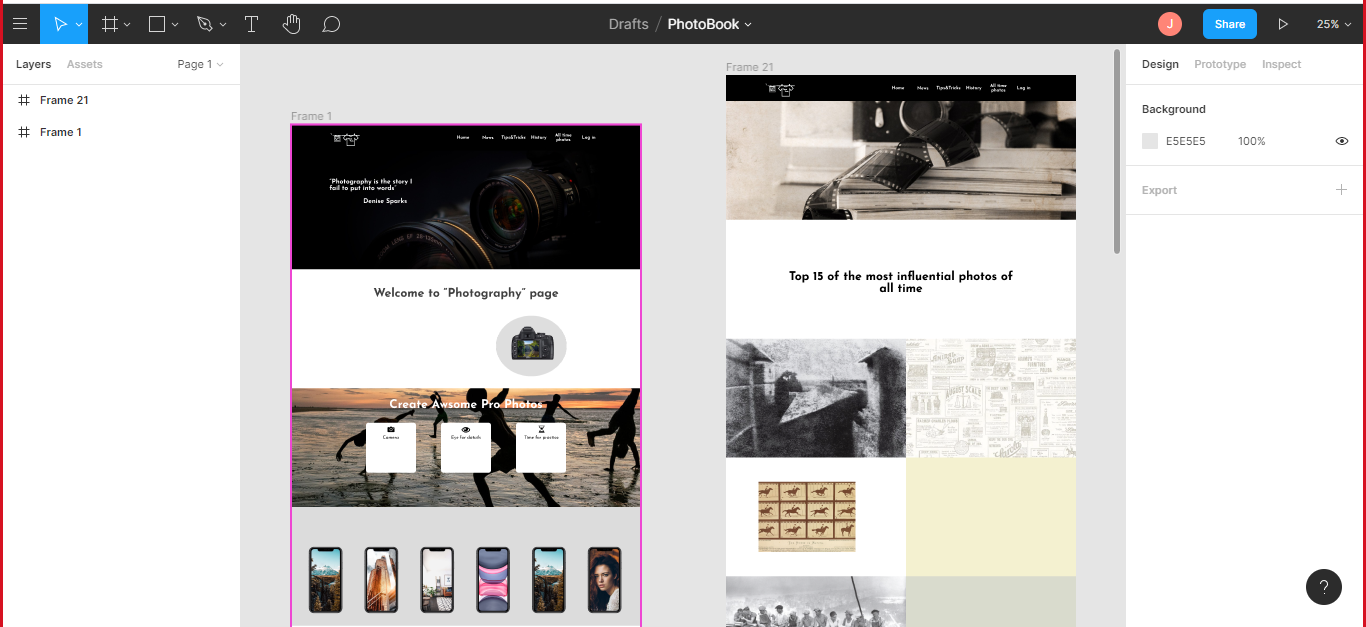 Drafts / PhotoBook
J
Share
25%
Layers
Assets
Page 1
Frame 21
Frame 1
Frame 1
Home
News
Tips&Tricks
History
All time
photos
Log in
"Photography is the story I
fail to put into words"
Denise Sparks
Welcome to "Photography" page
Create Awsome Pro Photos
Camera
Eye for details
Time for practice
Frame 21
Home
News
Tips&Tricks
History
All time
photos
Log in
Top 15 of the most influential photos of
all time
Design
Prototype
Inspect
Background
E5E5E5
100%
Export
?